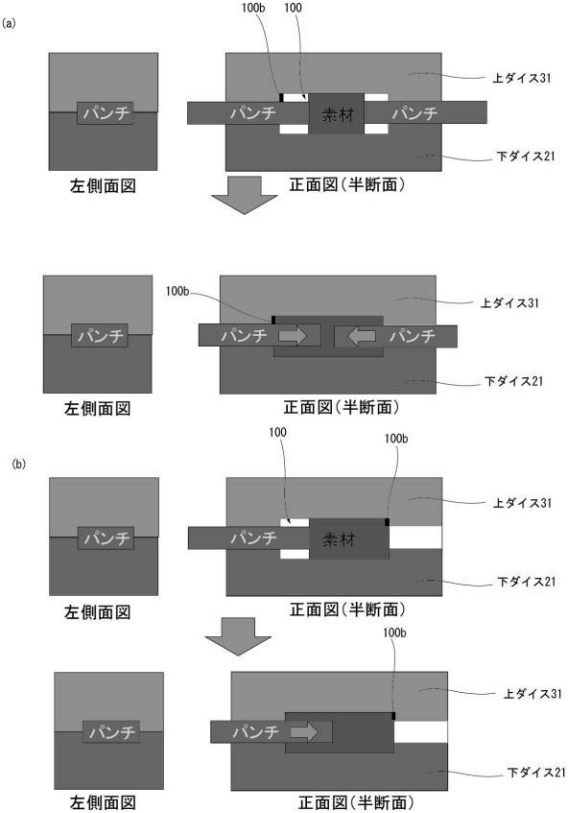 (a)
100b
100
上ダイス31
パンチ
パンチ
素材
パンチ
下ダイス21
左側面図
正面図(半断面)
100b
上ダイス31
パンチ
パンチ
パンチ
下ダイス21
左側面図
正面図(半断面)
(b)
100
100b
上ダイス31
パンチ
パンチ
素材
下ダイス21
左側面図
正面図(半断面)
100b
上ダイス31
パンチ
パンチ
下ダイス21
左側面図
正面図(半断面)